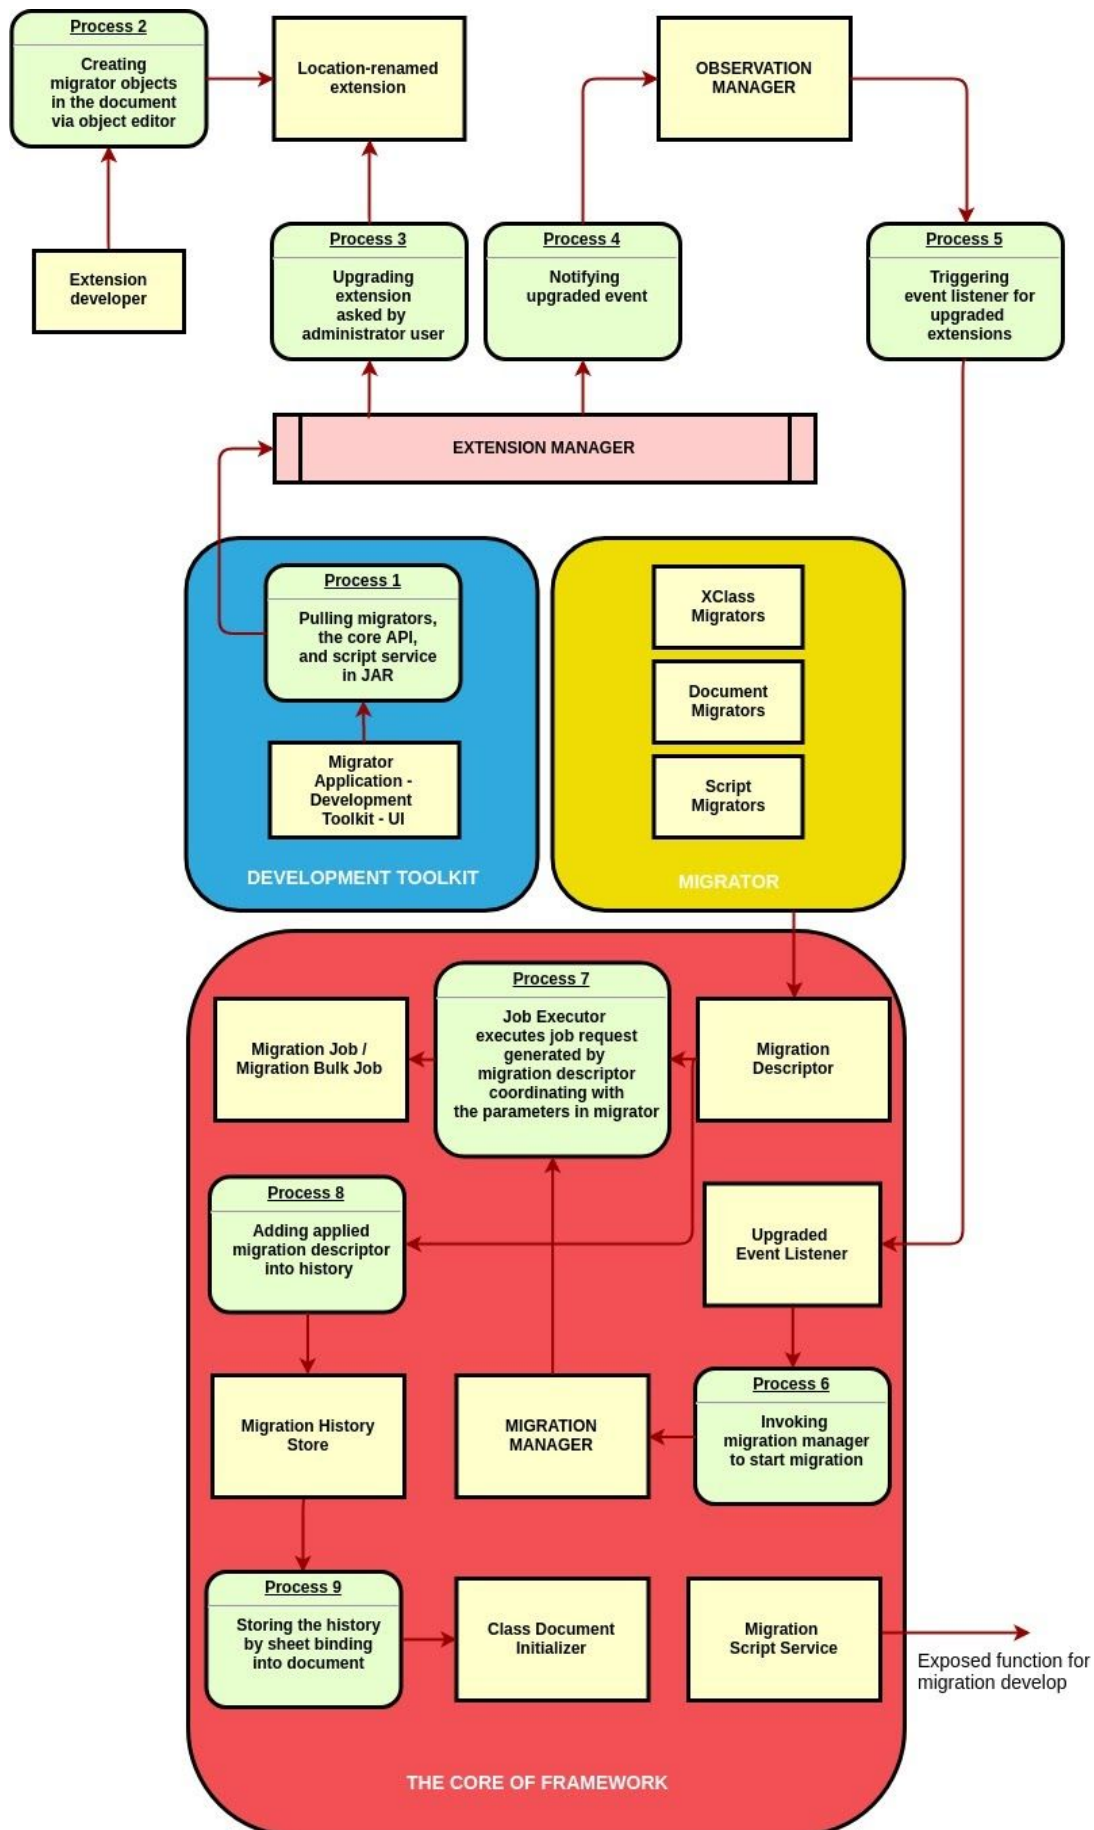 Process 2
Creating
migrator objects
in the document
via object editor
Location-renamed
extension
OBSERVATION
MANAGER
Extension
developer
Process 3
Upgrading
extension
asked by
administrator user
Process 4
Notifying
upgraded event
Process 5
Triggering
event listener for
upgraded
extensions
EXTENSION MANAGER
Process 1
Pulling migrators,
the core API,
and script service
in JAR
Migrator
Application -
Development
Toolkit - UI
DEVELOPMENT TOOLKIT
XClass
Migrators
Document
Migrators
Script
Migrators
MIGRATOR
Migration Job /
Migration Bulk Job
Process 7
Job Executor
executes job request
generated by
migration descriptor
coordinating with
the parameters in migrator
Migration
Descriptor
Process 8
Adding applied
migration descriptor
into history
Upgraded
Event Listener
Migration History
Store
MIGRATION
MANAGER
Process 6
Invoking
migration manager
to start migration
Process 9
Storing the history
by sheet binding
into document
Class Document
Initializer
Migration
Script Service
Exposed function for
migration develop
THE CORE OF FRAMEWORK